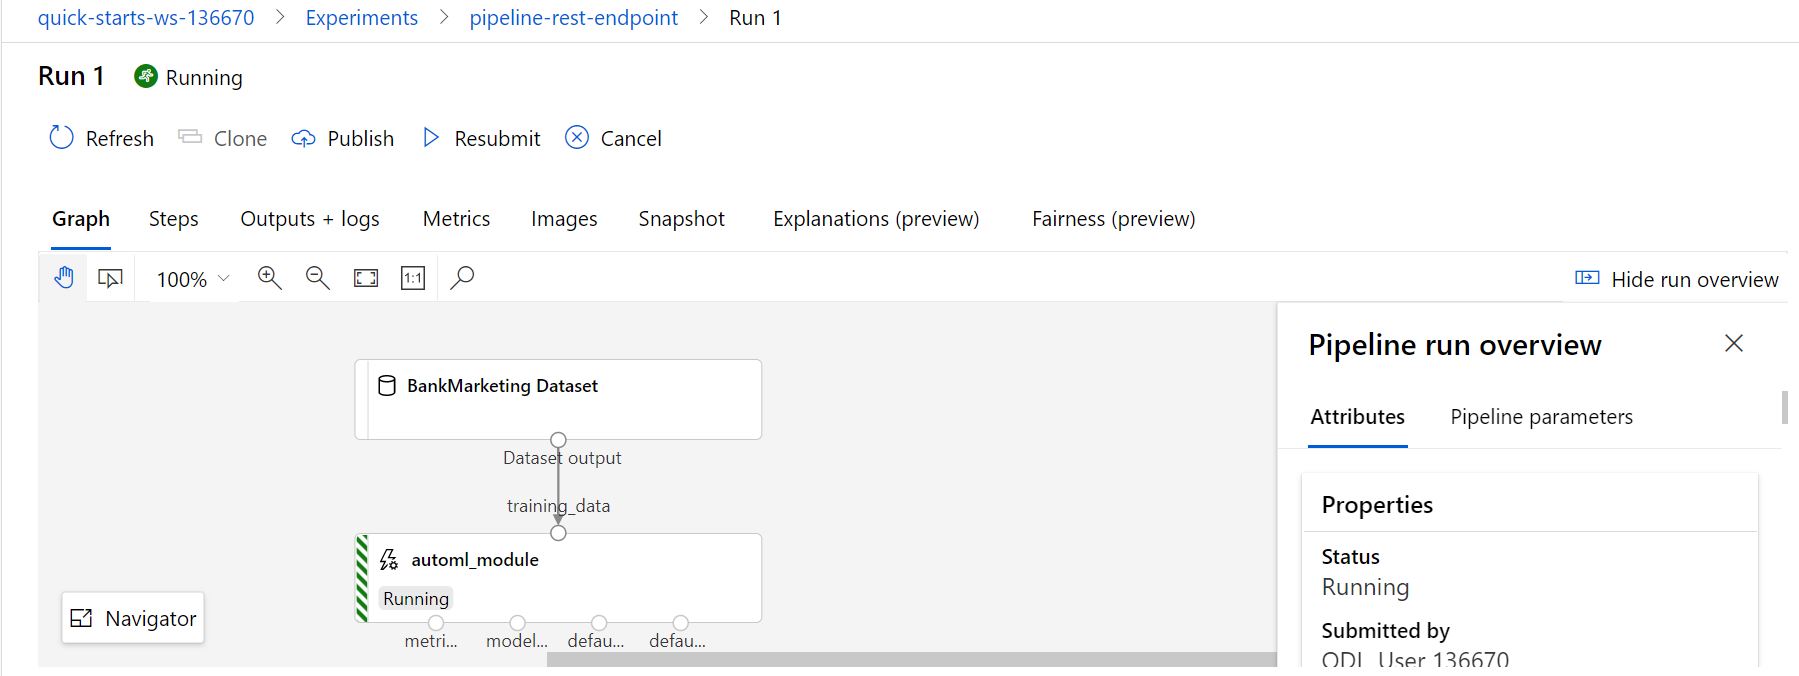 quick-starts-ws-136670 > Experiments > pipeline-rest-endpoint > Run 1
Run 1 Running
Refresh Clone Publish Resubmit Cancel
Graph Steps Outputs + logs Metrics Images Snapshot Explanations (preview) Fairness (preview)
100% 1:1 Hide run overview
BankMarketing Dataset
Dataset output
training_data
automl_module
Running
metri... model... defau... defau...
Navigator
Pipeline run overview
Attributes Pipeline parameters
Properties
Status
Running
Submitted by
ODL_User 136670